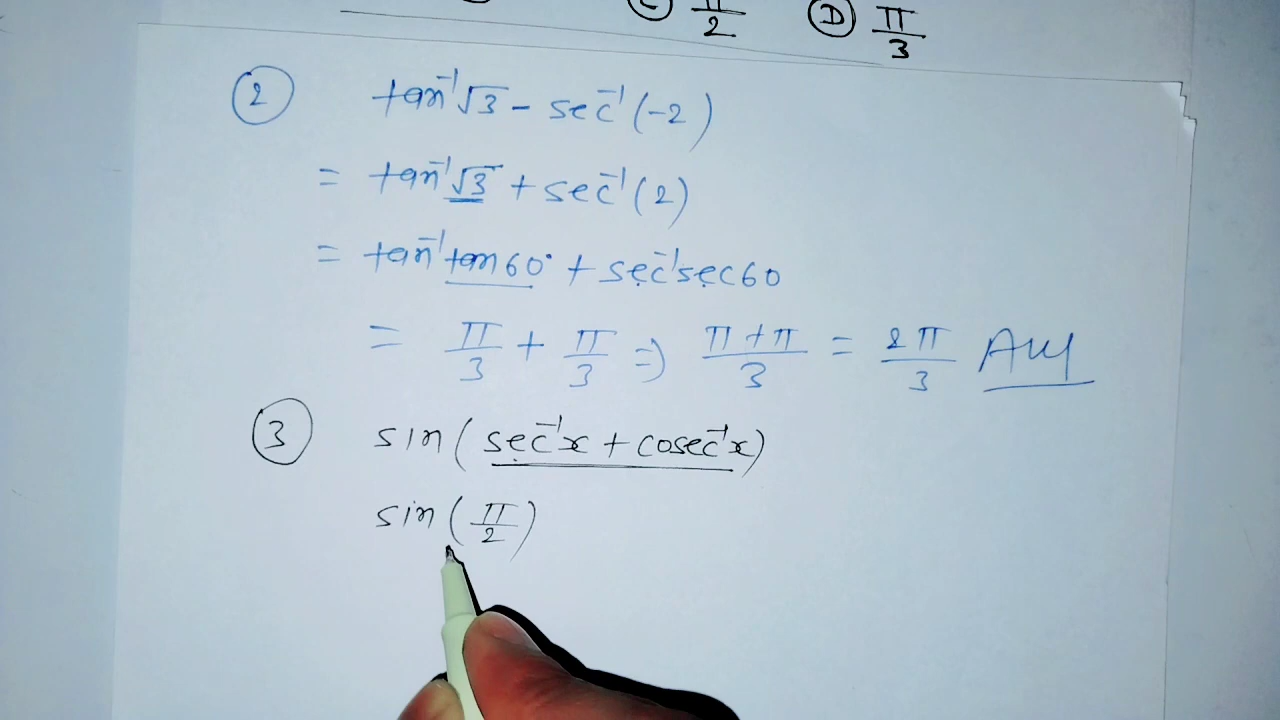 Ⓒ π/2 Ⓓ π/3
② tan⁻¹√3 - sec⁻¹(-2)
= tan⁻¹√3 + sec⁻¹(2)
= tan⁻¹tan60° + sec⁻¹sec60
= π/3 + π/3 ⇒ (π+π)/3 = 2π/3 Ans
③ sin(sec⁻¹x + cosec⁻¹x)
sin(π/2)